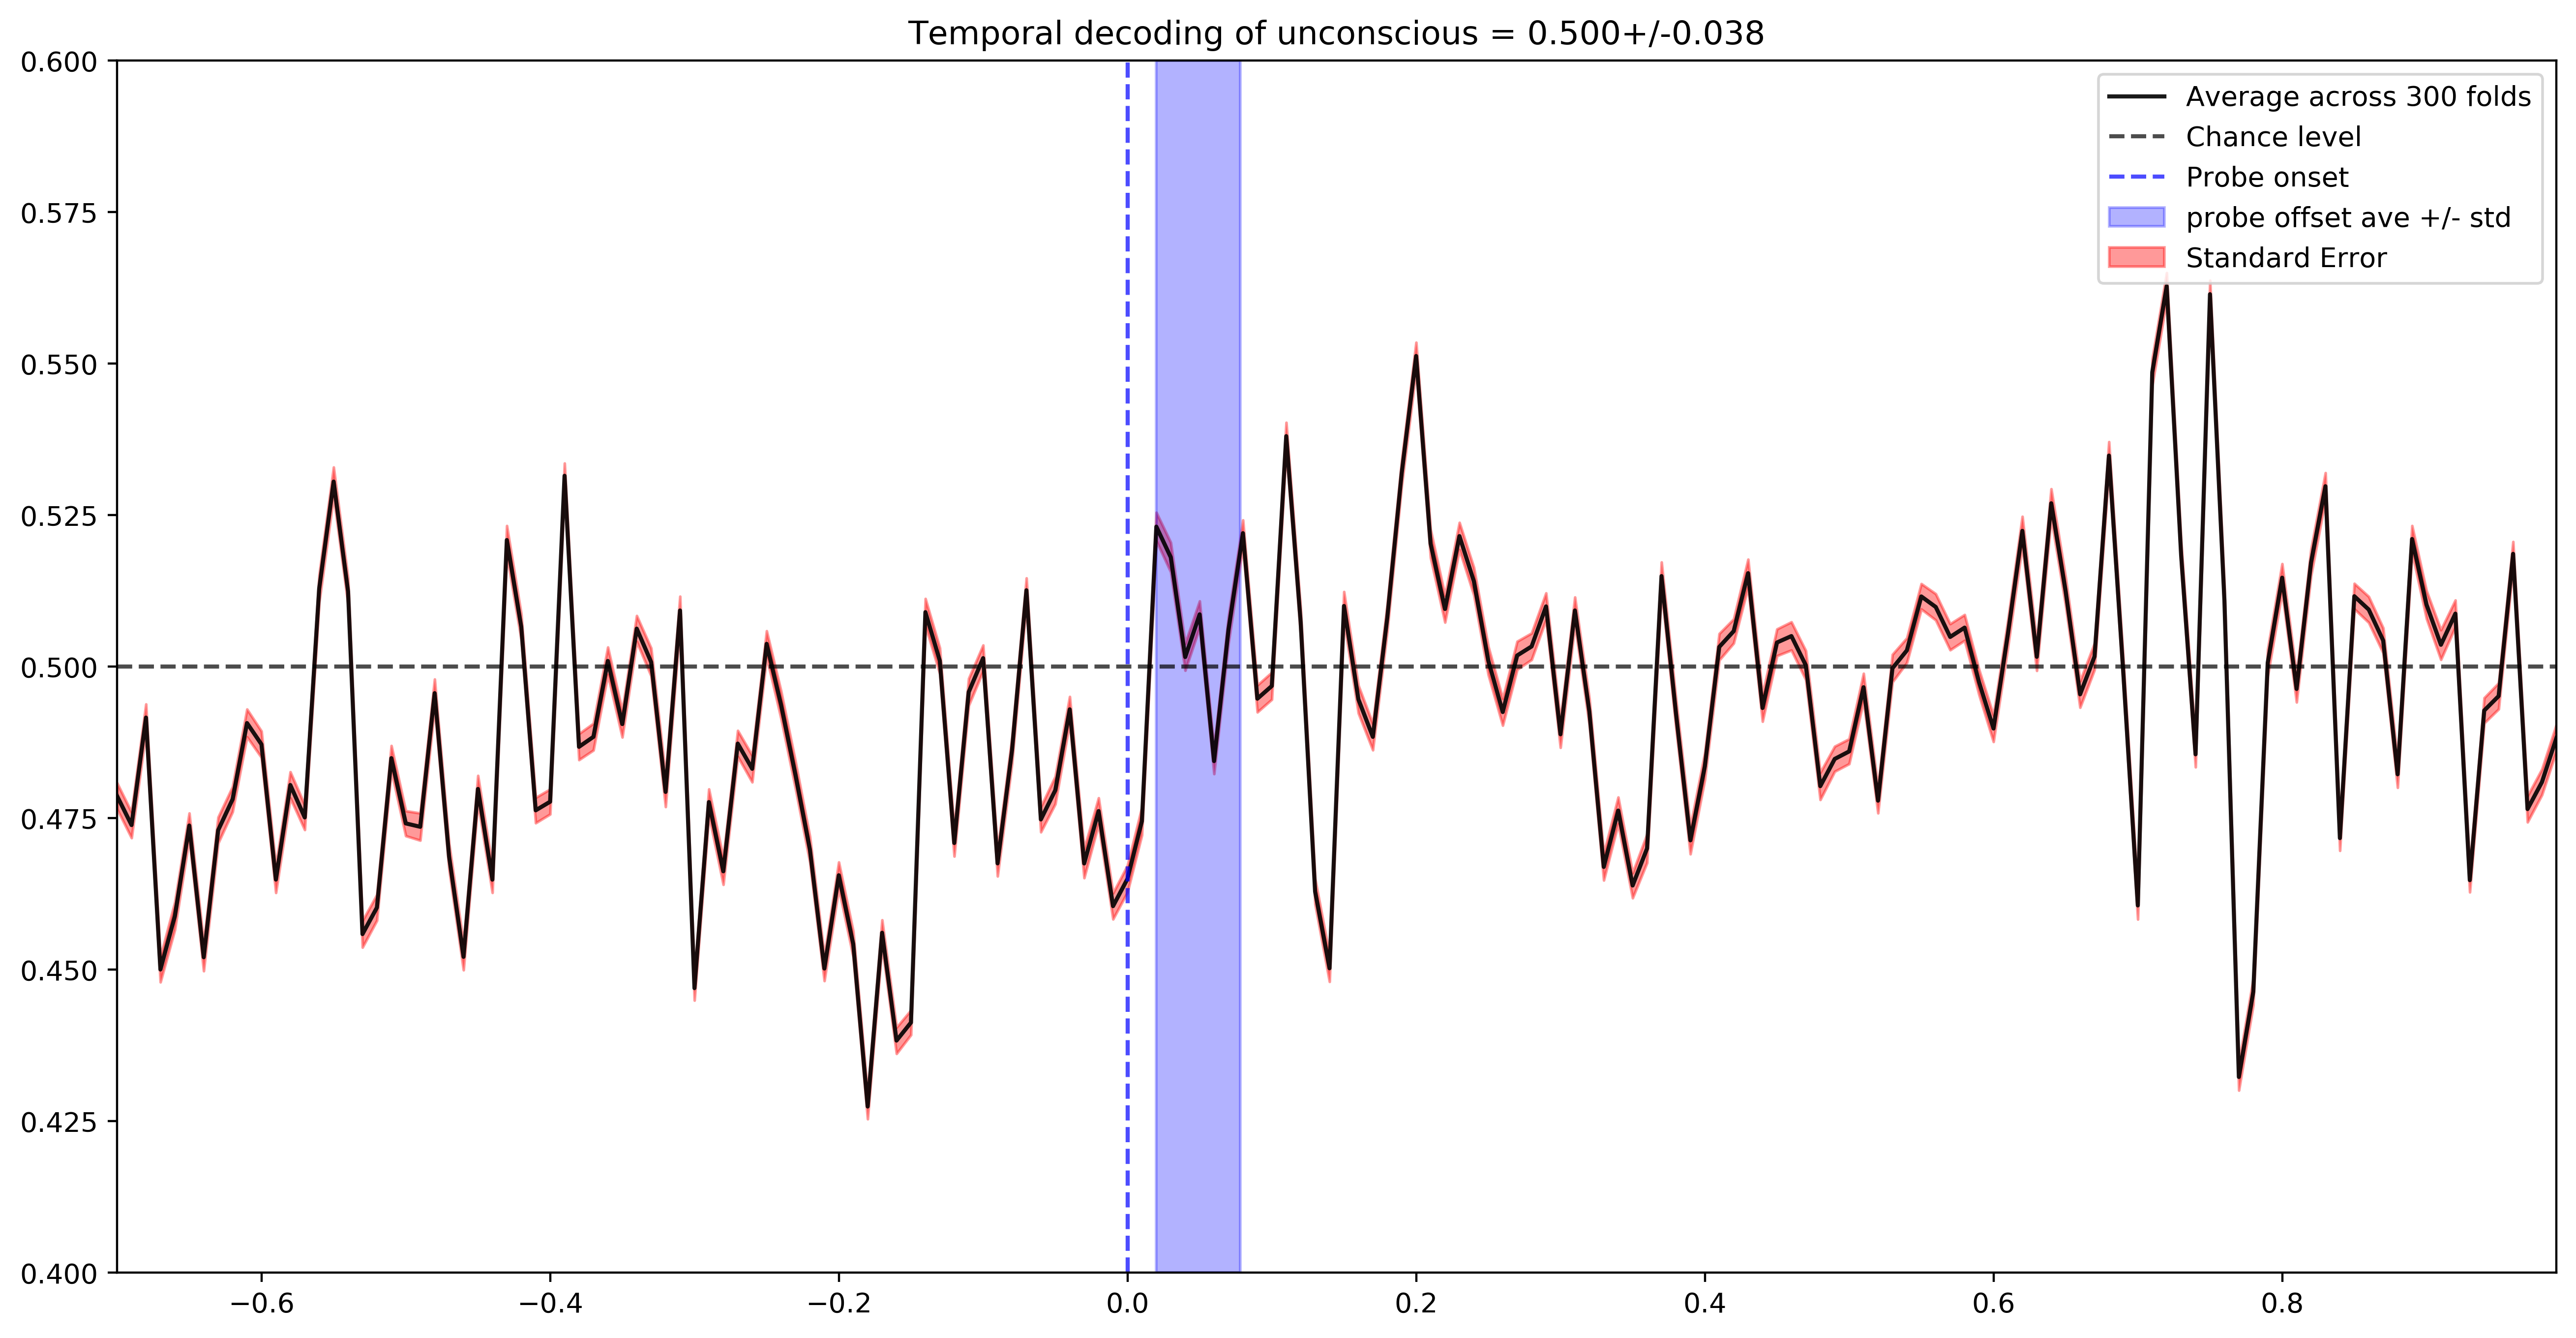 Temporal decoding of unconscious = 0.500+/-0.038
0.600
0.575
0.550
0.525
0.500
0.475
0.450
0.425
0.400
Average across 300 folds
Chance level
Probe onset
probe offset ave +/- std
Standard Error
−0.6 −0.4 −0.2 0.0 0.2 0.4 0.6 0.8